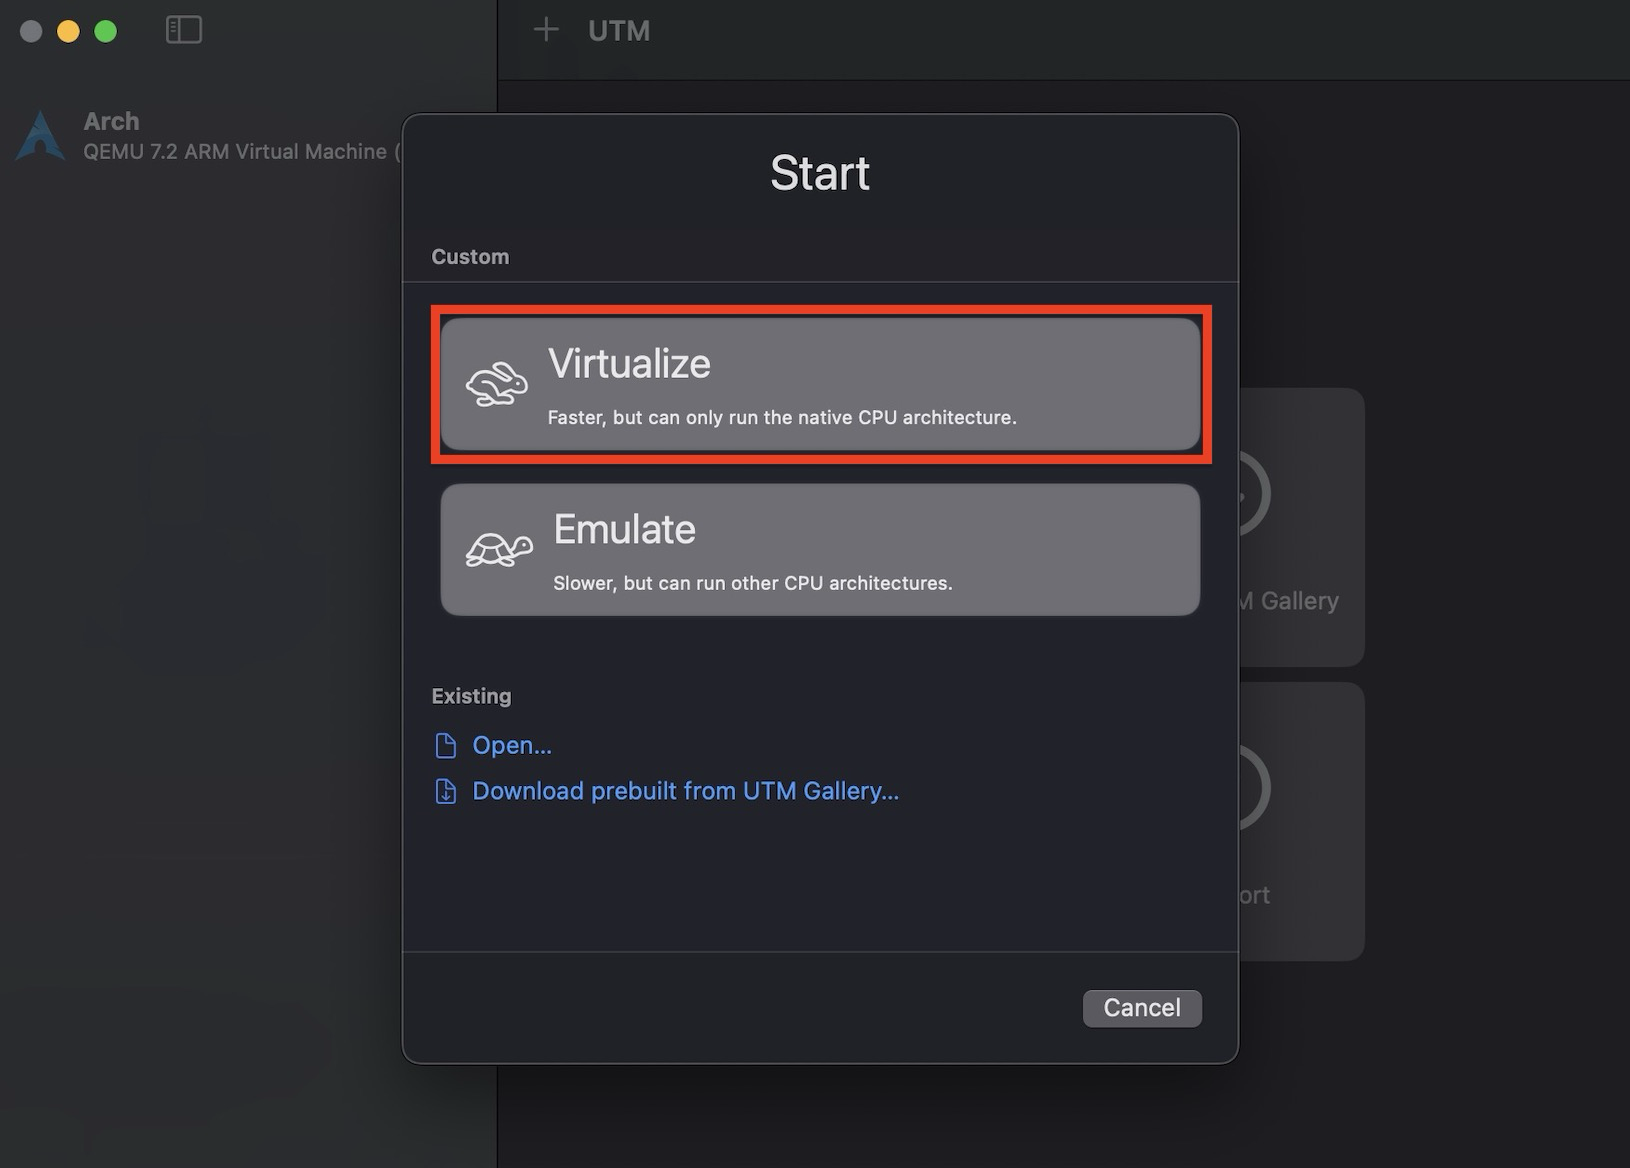 UTM
Arch
QEMU 7.2 ARM Virtual Machine (
Start
Custom
Virtualize
Faster, but can only run the native CPU architecture.
Emulate
Slower, but can run other CPU architectures.
Gallery
Existing
Open...
Download prebuilt from UTM Gallery...
ort
Cancel